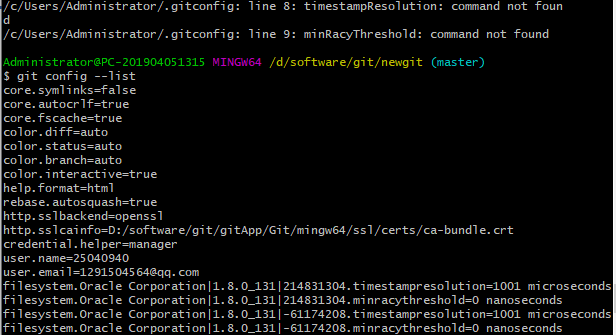 /c/Users/Administrator/.gitconfig: line 8: timestampResolution: command not foun
d
/c/Users/Administrator/.gitconfig: line 9: minRacyThreshold: command not found
Administrator@PC-201904051315 MINGW64 /d/software/git/newgit (master)
$ git config --list
core.symlinks=false
core.autocrlf=true
core.fscache=true
color.diff=auto
color.status=auto
color.branch=auto
color.interactive=true
help.format=html
rebase.autosquash=true
http.sslbackend=openssl
http.sslcainfo=D:/software/git/gitApp/Git/mingw64/ssl/certs/ca-bundle.crt
credential.helper=manager
user.name=25040940
user.email=1291504564@qq.com
filesystem.Oracle Corporation|1.8.0_131|214831304.timestampresolution=1001 microseconds
filesystem.Oracle Corporation|1.8.0_131|214831304.minracythreshold=0 nanoseconds
filesystem.Oracle Corporation|1.8.0_131|-61174208.timestampresolution=1001 microseconds
filesystem.Oracle Corporation|1.8.0_131|-61174208.minracythreshold=0 nanoseconds